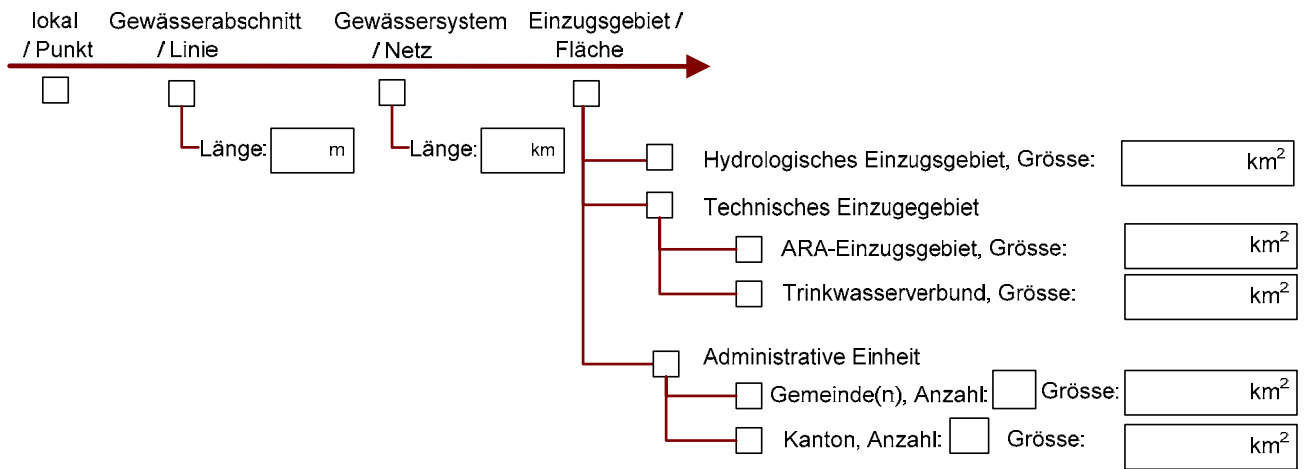 lokal / Punkt
Gewässerabschnitt / Linie
Gewässersystem / Netz
Einzugsgebiet / Fläche
Länge: m
Länge: km
Hydrologisches Einzugsgebiet, Grösse: km²
Technisches Einzugegebiet
ARA-Einzugsgebiet, Grösse: km²
Trinkwasserverbund, Grösse: km²
Administrative Einheit
Gemeinde(n), Anzahl: Grösse: km²
Kanton, Anzahl: Grösse: km²